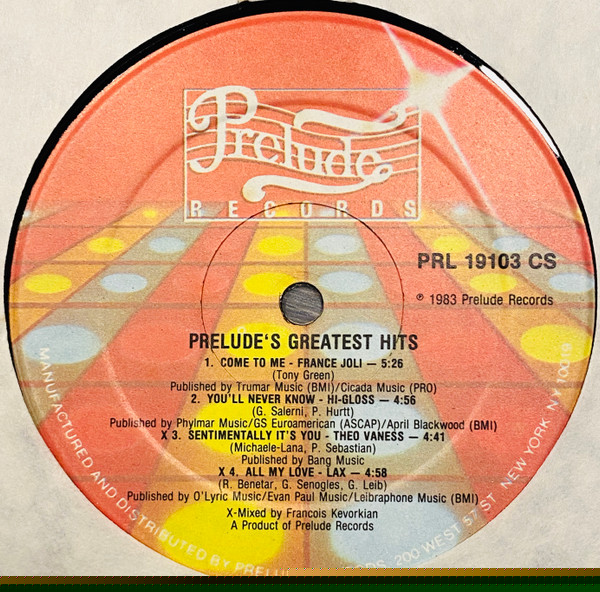 Prelude
RECORDS
PRL 19103 CS
℗ 1983 Prelude Records
PRELUDE'S GREATEST HITS
1. COME TO ME - FRANCE JOLI — 5:26
(Tony Green)
Published by Trumar Music (BMI)/Cicada Music (PRO)
2. YOU'LL NEVER KNOW - HI-GLOSS — 4:56
(G. Salerni, P. Hurtt)
Published by Phylmar Music/GS Euroamerican (ASCAP)/April Blackwood (BMI)
X 3. SENTIMENTALLY IT'S YOU - THEO VANESS — 4:41
(Michaele-Lana, P. Sebastian)
Published by Bang Music
X 4. ALL MY LOVE - LAX — 4:58
(R. Benetar, G. Senogles, G. Leib)
Published by O'Lyric Music/Evan Paul Music/Leibraphone Music (BMI)
X-Mixed by Francois Kevorkian
A Product of Prelude Records
MANUFACTURED AND DISTRIBUTED BY PRELUDE RECORDS, 200 WEST 57 ST NEW YORK NY 10019